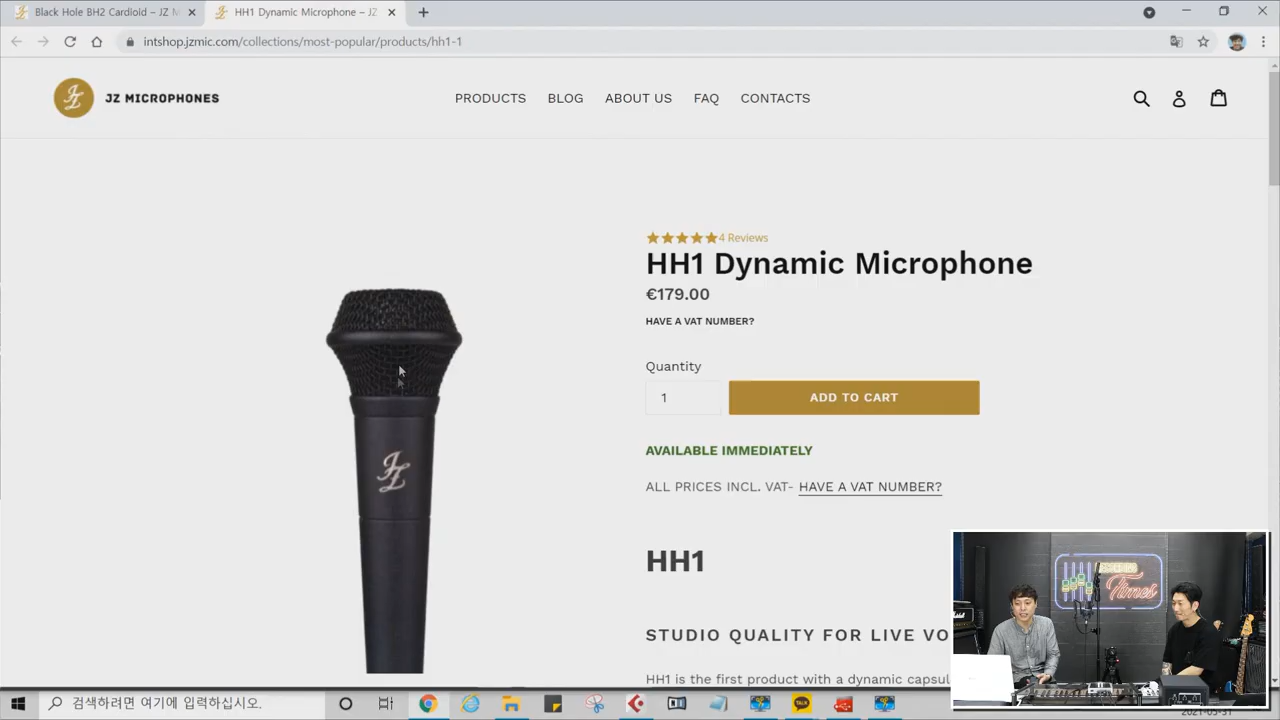 Black Hole BH2 Cardioid – JZ M
HH1 Dynamic Microphone – JZ
intshop.jzmic.com/collections/most-popular/products/hh1-1
JZ MICROPHONES
PRODUCTS
BLOG
ABOUT US
FAQ
CONTACTS
4 Reviews
HH1 Dynamic Microphone
€179.00
HAVE A VAT NUMBER?
Quantity
1
ADD TO CART
AVAILABLE IMMEDIATELY
ALL PRICES INCL. VAT- HAVE A VAT NUMBER?
HH1
STUDIO QUALITY FOR LIVE VO
HH1 is the first product with a dynamic capsul
Times
검색하려면 여기에 입력하십시오.
TALK
2021-05-31